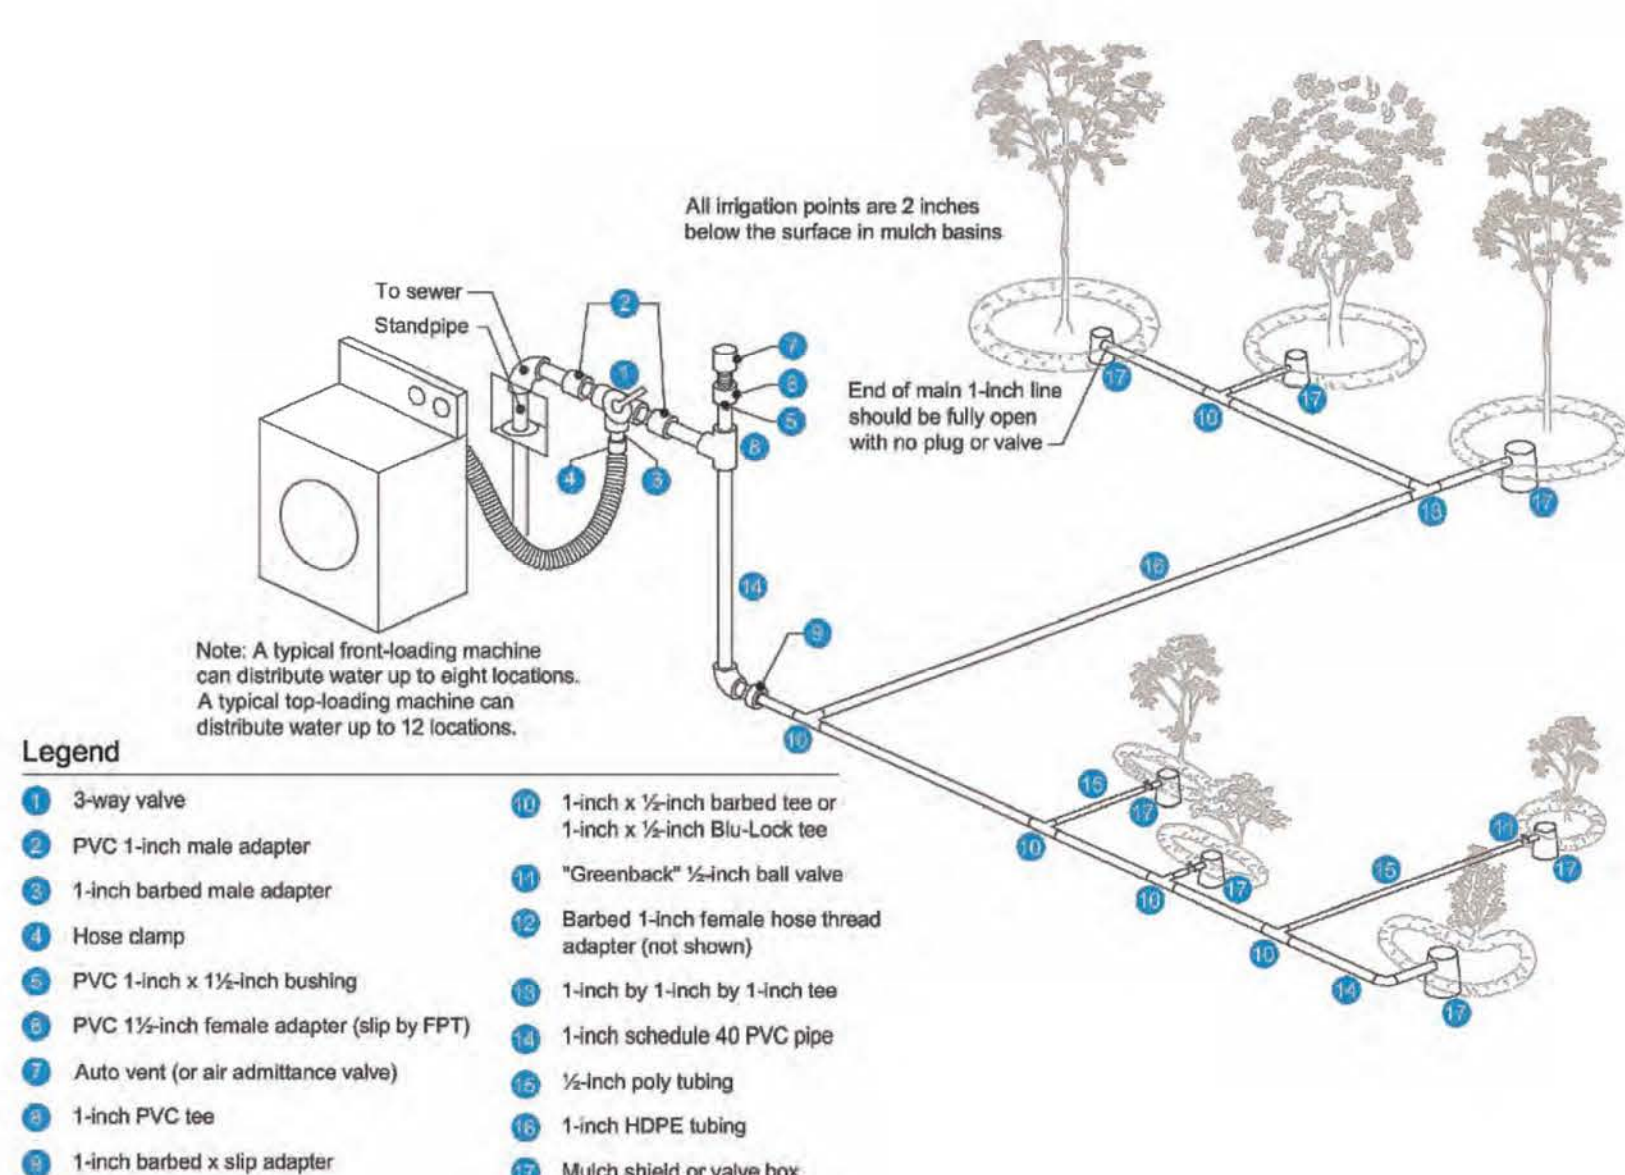 All irrigation points are 2 inches
below the surface in mulch basins
To sewer
Standpipe
2
1
7
6
5
8
4
3
End of main 1-inch line
should be fully open
with no plug or valve
17
10
17
13
17
16
14
9
Note: A typical front-loading machine
can distribute water up to eight locations.
A typical top-loading machine can
distribute water up to 12 locations.
10
15
17
10
17
10
11
15
17
10
14
17
Legend
1 3-way valve
2 PVC 1-inch male adapter
3 1-inch barbed male adapter
4 Hose clamp
5 PVC 1-inch x 1½-inch bushing
6 PVC 1½-inch female adapter (slip by FPT)
7 Auto vent (or air admittance valve)
8 1-inch PVC tee
9 1-inch barbed x slip adapter
10 1-inch x ½-inch barbed tee or
1-inch x ½-inch Blu-Lock tee
11 "Greenback" ½-inch ball valve
12 Barbed 1-inch female hose thread
adapter (not shown)
13 1-inch by 1-inch by 1-inch tee
14 1-inch schedule 40 PVC pipe
15 ½-inch poly tubing
16 1-inch HDPE tubing
17 Mulch shield or valve box